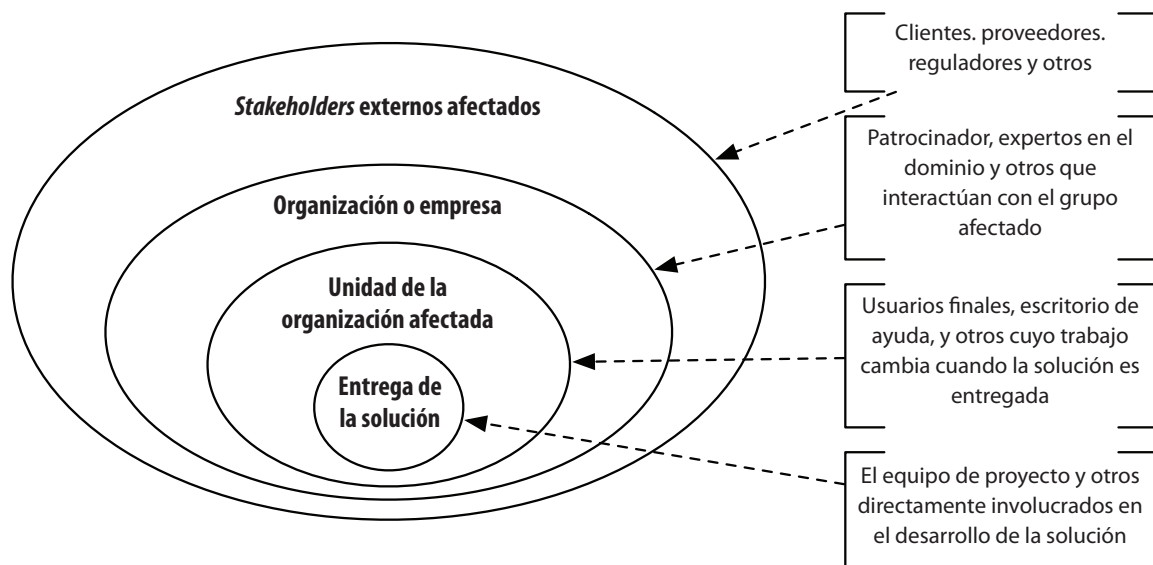 Stakeholders externos afectados
Organización o empresa
Unidad de la
organización afectada
Entrega de
la solución
Clientes. proveedores.
reguladores y otros
Patrocinador, expertos en el
dominio y otros que
interactúan con el grupo
afectado
Usuarios finales, escritorio de
ayuda, y otros cuyo trabajo
cambia cuando la solución es
entregada
El equipo de proyecto y otros
directamente involucrados en
el desarrollo de la solución